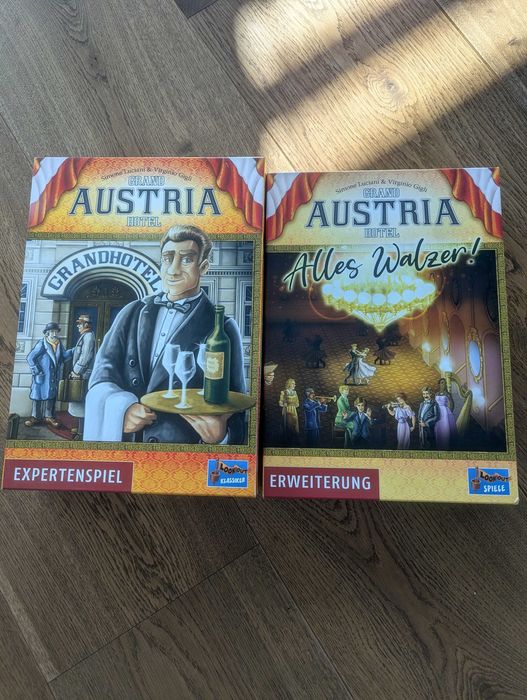 Simone Luciani & Virginio Gigli
GRAND
AUSTRIA
HOTEL
GRANDHOTEL
EXPERTENSPIEL
LOOKOUT
KLASSIKER
Simone Luciani & Virginio Gigli
GRAND
AUSTRIA
HOTEL
Alles Walzer!
ERWEITERUNG
LOOKOUT
SPIELE